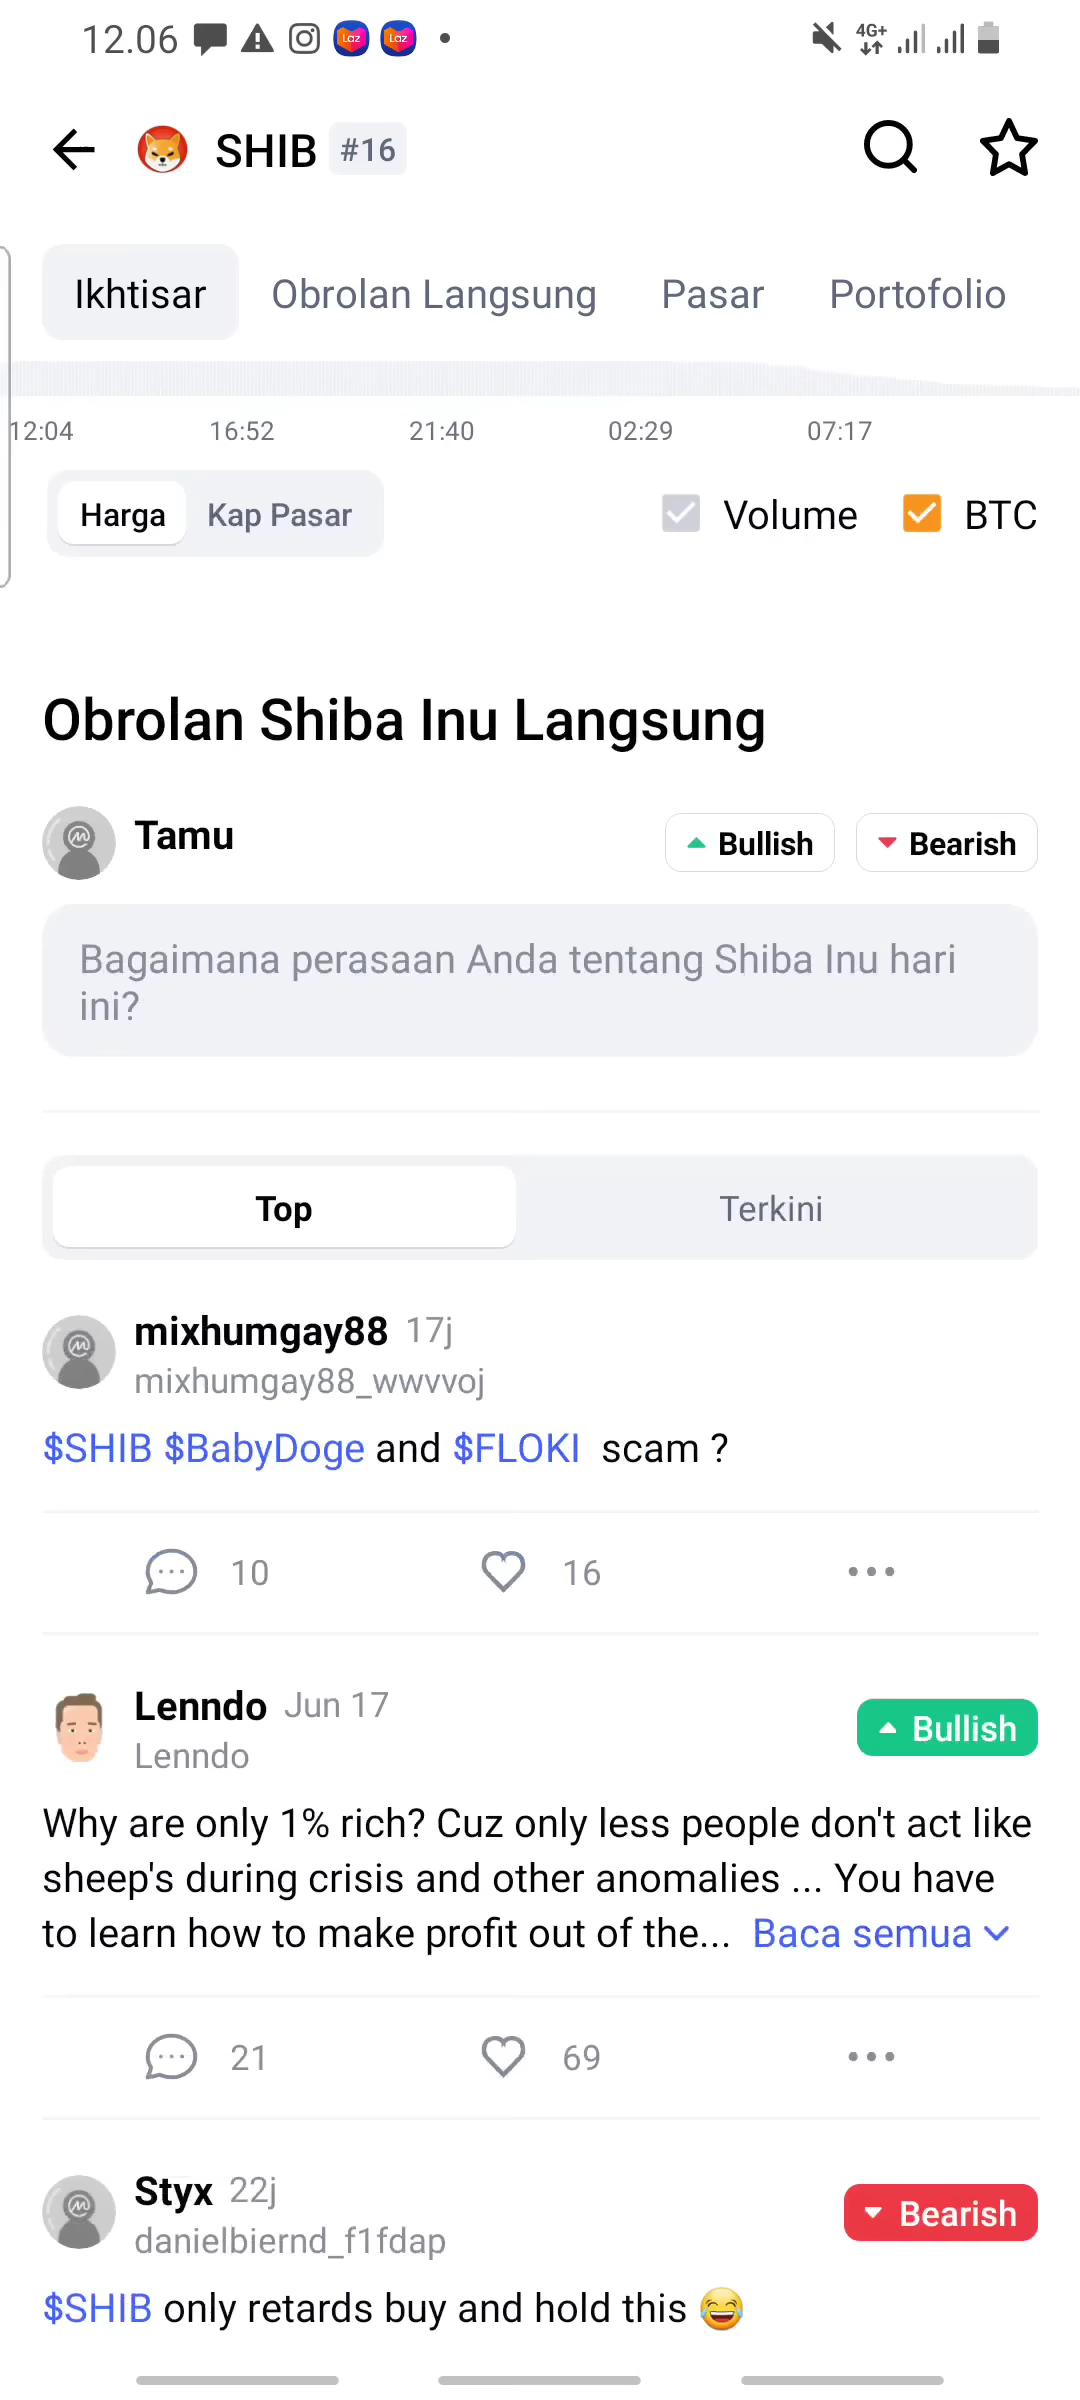 12.06
4G+
SHIB #16
Ikhtisar Obrolan Langsung Pasar Portofolio
12:04 16:52 21:40 02:29 07:17
Harga Kap Pasar Volume BTC
Obrolan Shiba Inu Langsung
Tamu Bullish Bearish
Bagaimana perasaan Anda tentang Shiba Inu hari
ini?
Top Terkini
mixhumgay88 17j
mixhumgay88_wwvvoj
$SHIB $BabyDoge and $FLOKI scam ?
10 16
Lenndo Jun 17 Bullish
Lenndo
Why are only 1% rich? Cuz only less people don't act like
sheep's during crisis and other anomalies ... You have
to learn how to make profit out of the... Baca semua
21 69
Styx 22j Bearish
danielbiernd_f1fdap
$SHIB only retards buy and hold this 😂